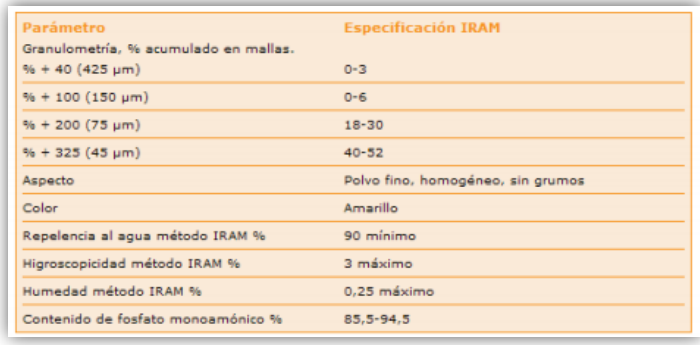 Parámetro Especificación IRAM
Granulometría, % acumulado en mallas.
% + 40 (425 µm) 0-3
% + 100 (150 µm) 0-6
% + 200 (75 µm) 18-30
% + 325 (45 µm) 40-52
Aspecto Polvo fino, homogéneo, sin grumos
Color Amarillo
Repelencia al agua método IRAM % 90 mínimo
Higroscopicidad método IRAM % 3 máximo
Humedad método IRAM % 0,25 máximo
Contenido de fosfato monoamónico % 85,5-94,5